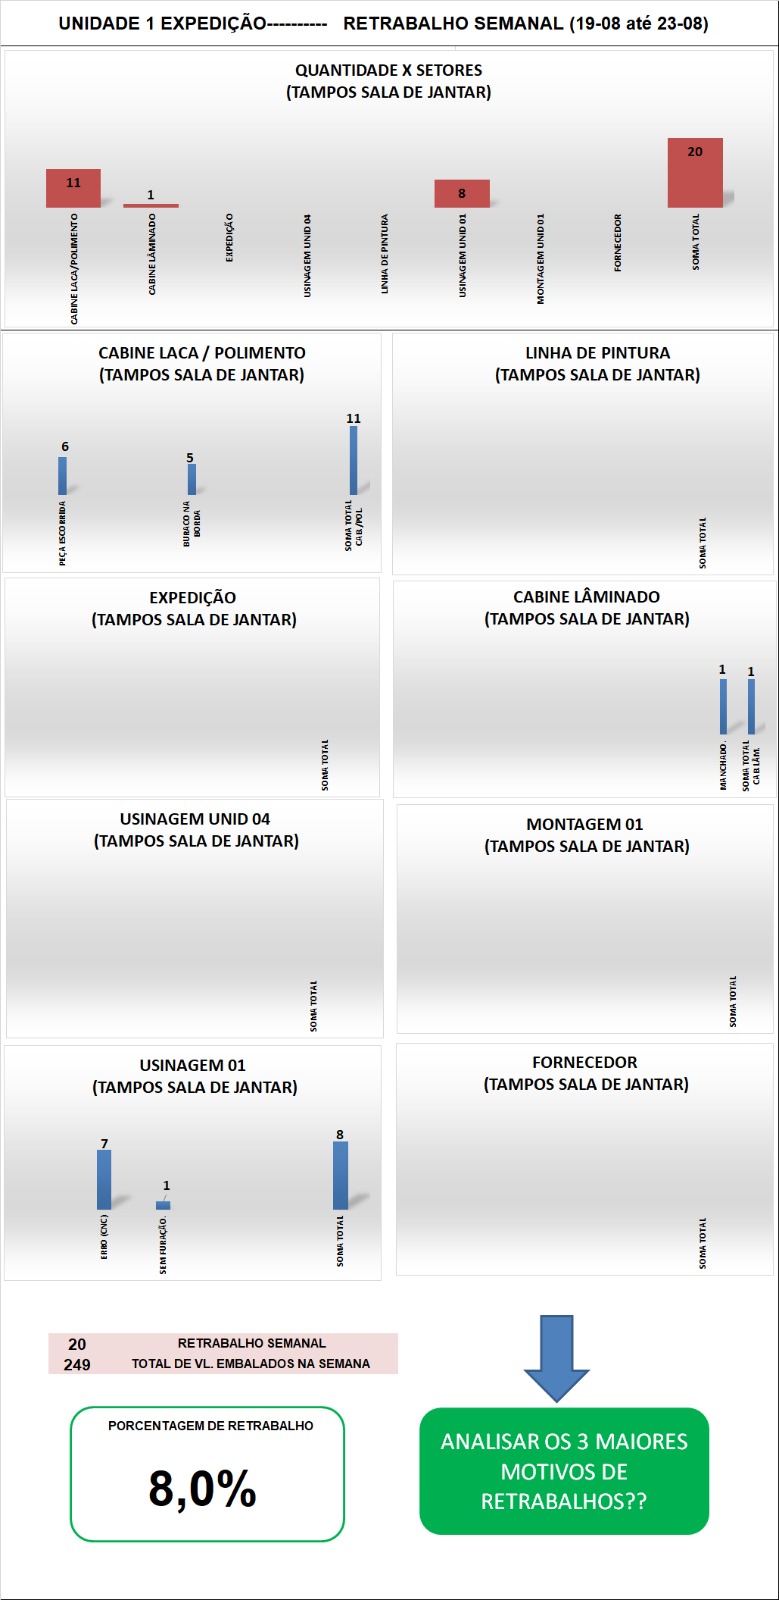 UNIDADE 1 EXPEDIÇÃO---------- RETRABALHO SEMANAL (19-08 até 23-08)
QUANTIDADE X SETORES
(TAMPOS SALA DE JANTAR)
11
1
8
20
CABINE LACA/POLIMENTO
CABINE LÂMINADO
EXPEDIÇÃO
USINAGEM UNID 04
LINHA DE PINTURA
USINAGEM UNID 01
MONTAGEM UNID 01
FORNECEDOR
SOMA TOTAL
CABINE LACA / POLIMENTO
(TAMPOS SALA DE JANTAR)
6
5
11
PEÇA ESCORRIDA
BURACO NA
BORDA
SOMA TOTAL
CAB./POL
LINHA DE PINTURA
(TAMPOS SALA DE JANTAR)
SOMA TOTAL
EXPEDIÇÃO
(TAMPOS SALA DE JANTAR)
SOMA TOTAL
CABINE LÂMINADO
(TAMPOS SALA DE JANTAR)
1
1
MANCHADO.
SOMA TOTAL
CAB LÂM.
USINAGEM UNID 04
(TAMPOS SALA DE JANTAR)
SOMA TOTAL
MONTAGEM 01
(TAMPOS SALA DE JANTAR)
SOMA TOTAL
USINAGEM 01
(TAMPOS SALA DE JANTAR)
7
1
8
ERRO (CNC)
SEM FURAÇÃO.
SOMA TOTAL
FORNECEDOR
(TAMPOS SALA DE JANTAR)
SOMA TOTAL
20 RETRABALHO SEMANAL
249 TOTAL DE VL. EMBALADOS NA SEMANA
PORCENTAGEM DE RETRABALHO
8,0%
ANALISAR OS 3 MAIORES
MOTIVOS DE
RETRABALHOS??